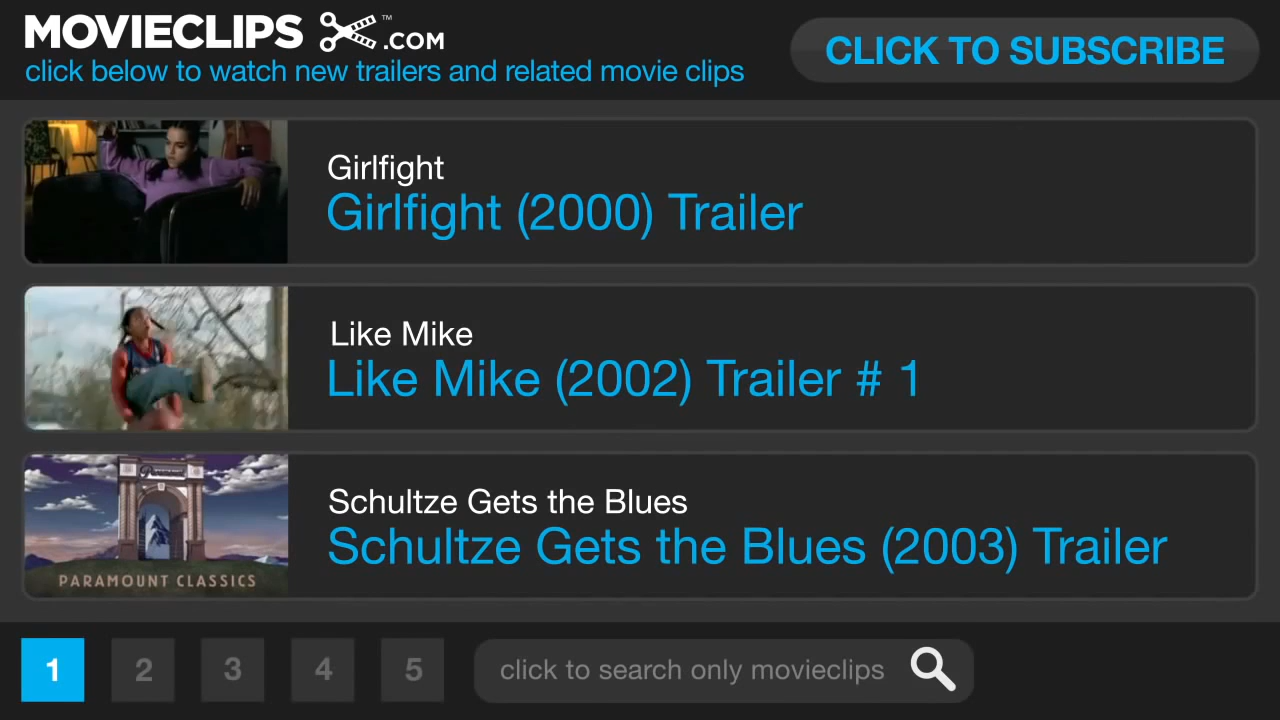 MOVIECLIPS™.COM
click below to watch new trailers and related movie clips
CLICK TO SUBSCRIBE
Girlfight
Girlfight (2000) Trailer
Like Mike
Like Mike (2002) Trailer # 1
Paramount
PARAMOUNT CLASSICS
Schultze Gets the Blues
Schultze Gets the Blues (2003) Trailer
1 2 3 4 5
click to search only movieclips